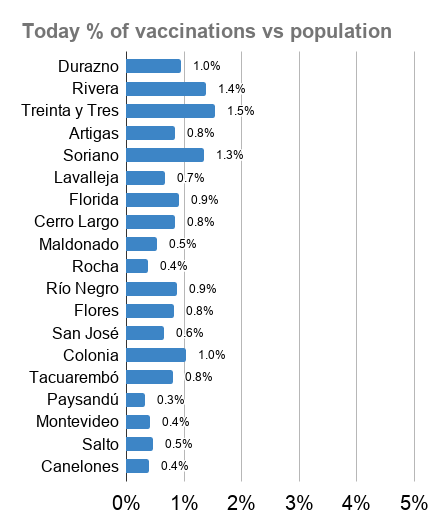 Today % of vaccinations vs population
Durazno 1.0%
Rivera 1.4%
Treinta y Tres 1.5%
Artigas 0.8%
Soriano 1.3%
Lavalleja 0.7%
Florida 0.9%
Cerro Largo 0.8%
Maldonado 0.5%
Rocha 0.4%
Río Negro 0.9%
Flores 0.8%
San José 0.6%
Colonia 1.0%
Tacuarembó 0.8%
Paysandú 0.3%
Montevideo 0.4%
Salto 0.5%
Canelones 0.4%
0% 1% 2% 3% 4% 5%